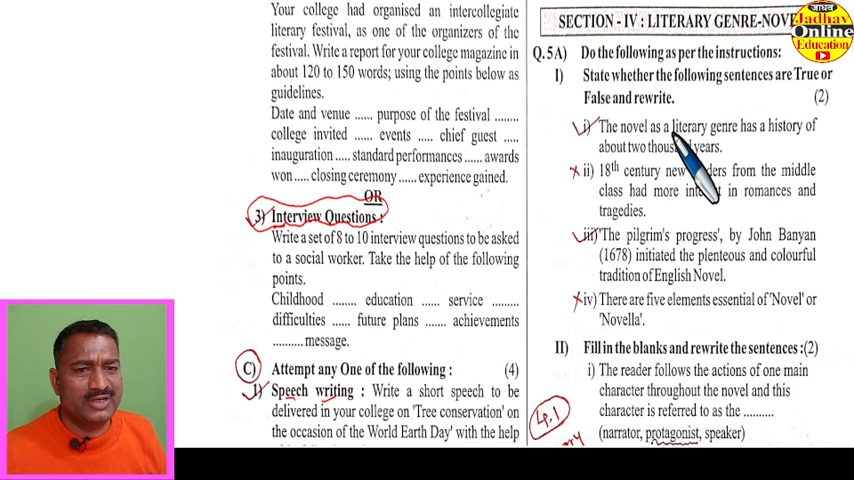 Your college had organised an intercollegiate
literary festival, as one of the organizers of the
festival. Write a report for your college magazine in
about 120 to 150 words; using the points below as
guidelines.
Date and venue ...... purpose of the festival ........
college invited ..... events ..... chief guest .....
inauguration ..... standard performances ...... awards
won ..... closing ceremony ...... experience gained.
OR
3) Interview Questions :
Write a set of 8 to 10 interview questions to be asked
to a social worker. Take the help of the following
points.
Childhood ........ education ...... service .........
difficulties ..... future plans ....... achievements
.......... message.
C) Attempt any One of the following : (4)
1) Speech writing : Write a short speech to be
delivered in your college on 'Tree conservation' on
the occasion of the World Earth Day' with the help
SECTION - IV : LITERARY GENRE-NOVE
Q.5A) Do the following as per the instructions:
I) State whether the following sentences are True or
False and rewrite. (2)
i) The novel as a literary genre has a history of
about two thousand years.
ii) 18th century new from the middle
class had more in romances and
tragedies.
iii) 'The pilgrim's progress', by John Banyan
(1678) initiated the plenteous and colourful
tradition of English Novel.
iv) There are five elements essential of 'Novel' or
'Novella'.
II) Fill in the blanks and rewrite the sentences :(2)
i) The reader follows the actions of one main
character throughout the novel and this
character is referred to as the ..........
(narrator, protagonist, speaker)
जाधव
Jadhav
Online
Education